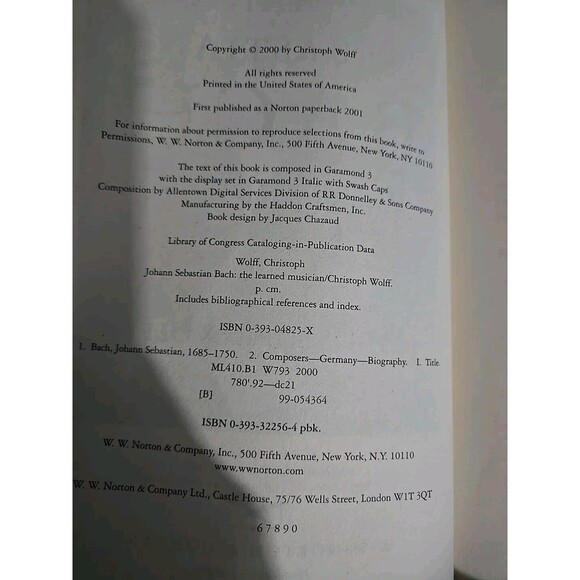 Copyright © 2000 by Christoph Wolff
All rights reserved
Printed in the United States of America
First published as a Norton paperback 2001
For information about permission to reproduce selections from this book, write to
Permissions, W. W. Norton & Company, Inc., 500 Fifth Avenue, New York, NY 10110
The text of this book is composed in Garamond 3
with the display set in Garamond 3 Italic with Swash Caps
Composition by Allentown Digital Services Division of RR Donnelley & Sons Company
Manufacturing by the Haddon Craftsmen, Inc.
Book design by Jacques Chazaud
Library of Congress Cataloging-in-Publication Data
Wolff, Christoph
Johann Sebastian Bach: the learned musician/Christoph Wolff.
p. cm.
Includes bibliographical references and index.
ISBN 0-393-04825-X
1. Bach, Johann Sebastian, 1685–1750. 2. Composers—Germany—Biography. I. Title.
ML410.B1 W793 2000
780'.92—dc21
[B] 99-054364
ISBN 0-393-32256-4 pbk.
W. W. Norton & Company, Inc., 500 Fifth Avenue, New York, N.Y. 10110
www.wwnorton.com
W. W. Norton & Company Ltd., Castle House, 75/76 Wells Street, London W1T 3QT
6 7 8 9 0